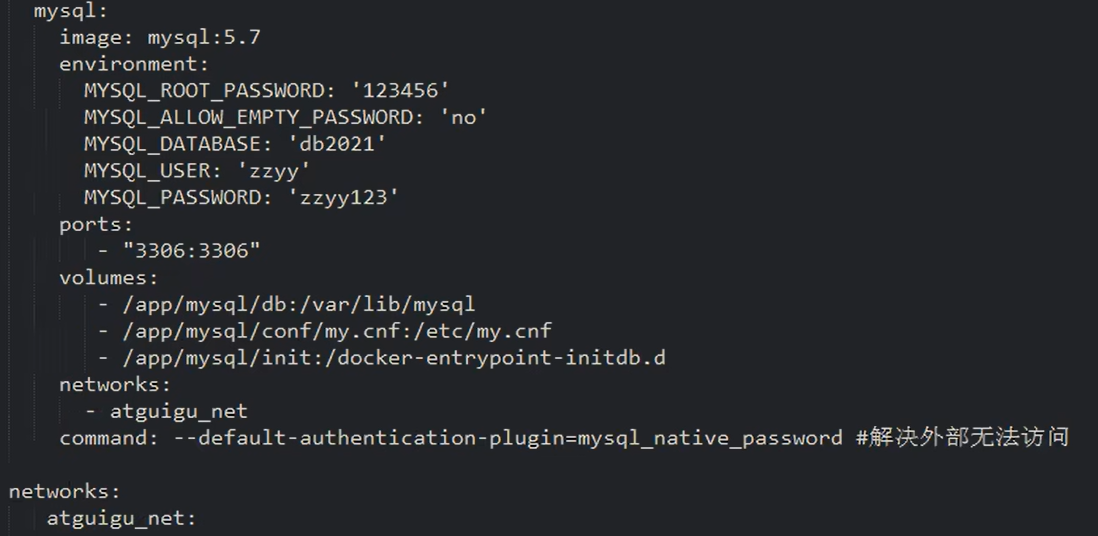 mysql:
image: mysql:5.7
environment:
MYSQL_ROOT_PASSWORD: '123456'
MYSQL_ALLOW_EMPTY_PASSWORD: 'no'
MYSQL_DATABASE: 'db2021'
MYSQL_USER: 'zzyy'
MYSQL_PASSWORD: 'zzyy123'
ports:
- "3306:3306"
volumes:
- /app/mysql/db:/var/lib/mysql
- /app/mysql/conf/my.cnf:/etc/my.cnf
- /app/mysql/init:/docker-entrypoint-initdb.d
networks:
- atguigu_net
command: --default-authentication-plugin=mysql_native_password #解决外部无法访问
networks:
atguigu_net: